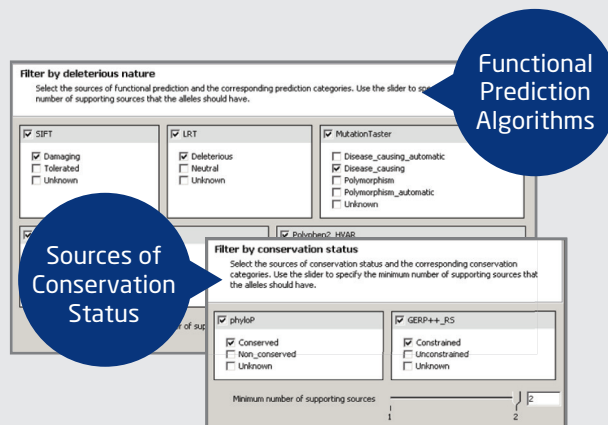 Functional
Prediction
Algorithms
Filter by deleterious nature
Select the sources of functional prediction and the corresponding prediction categories. Use the slider to
number of supporting sources that the alleles should have.
SIFT
Damaging
Tolerated
Unknown
LRT
Deleterious
Neutral
Unknown
MutationTaster
Disease_causing_automatic
Disease_causing
Polymorphism
Polymorphism_automatic
Unknown
Polyphen2_HVAR
Sources of
Conservation
Status
Filter by conservation status
Select the sources of conservation status and the corresponding conservation
categories. Use the slider to specify the minimum number of supporting sources that
the alleles should have.
phyloP
Conserved
Non_conserved
Unknown
GERP++_RS
Constrained
Unconstrained
Unknown
Minimum number of supporting sources
2
1
2